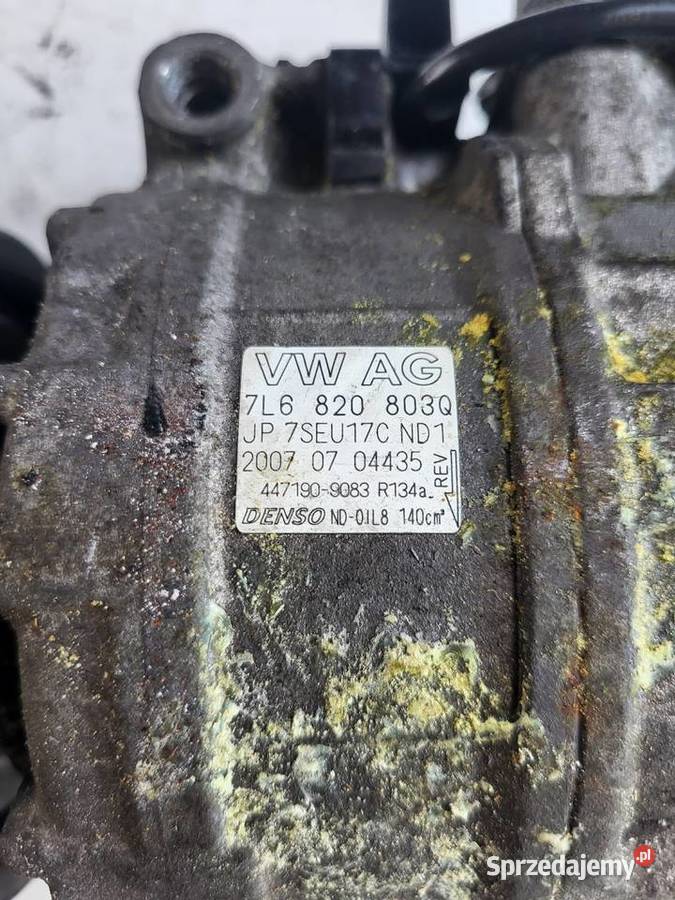 VW AG
7L6 820 803Q
JP 7SEU17C ND1
2007 07 04435
REV
447190-9083 R134a
DENSO ND-OIL8 140cm³
Sprzedajemy.pl